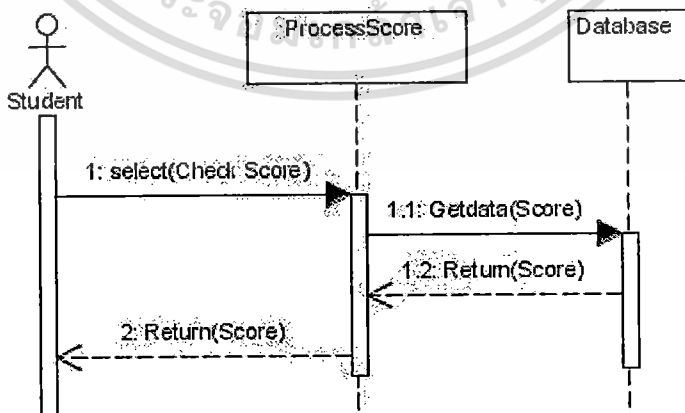 ProcessScore
Database
Student
1: select(Check Score)
1.1: Getdata(Score)
1.2: Return(Score)
2: Return(Score)